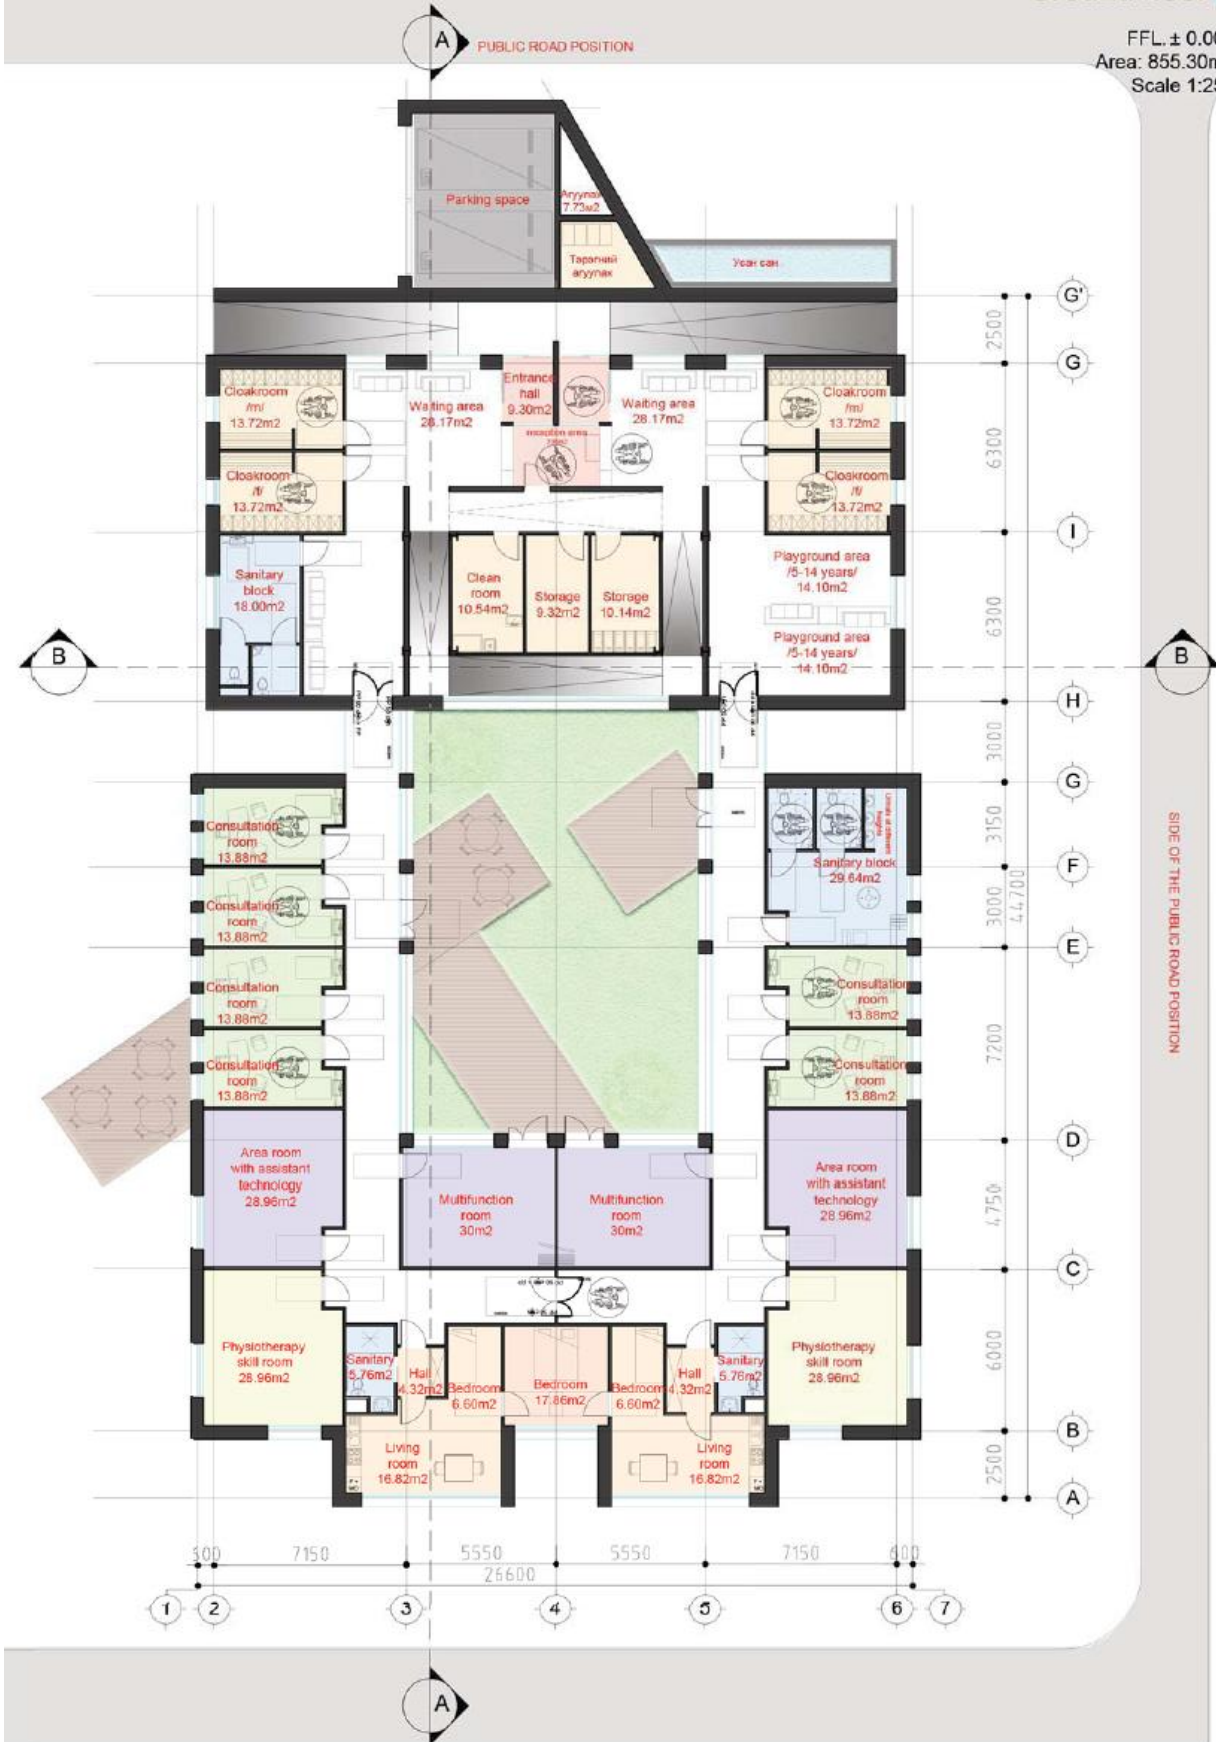 A
PUBLIC ROAD POSITION
FFL. ± 0.00
Area: 855.30m
Scale 1:25
Parking space
Агуулах
7.73м2
Усан сан
агуулах
G'
2500
G
Cloakroom
/m/
13.72m2
Waiting area
28.17m2
Entrance
hall
9.30m2
Waiting area
28.17m2
Cloakroom
/m/
13.72m2
6300
Cloakroom
/f/
13.72m2
Cloakroom
/f/
13.72m2
I
Sanitary
block
18.00m2
Clean
room
10.54m2
Storage
9.32m2
Storage
10.14m2
Playground area
/5-14 years/
14.10m2
Playground area
/5-14 years/
14.10m2
6300
B
B
H
3000
G
Consultation
room
13.88m2
3150
Sanitary block
29.64m2
F
Consultation
room
13.88m2
3000
44700
E
Consultation
room
13.88m2
Consultation
room
13.88m2
SIDE OF THE PUBLIC ROAD POSITION
7200
Consultation
room
13.88m2
Consultation
room
13.88m2
D
Area room
with assistant
technology
28.96m2
Multifunction
room
30m2
Multifunction
room
30m2
Area room
with assistant
technology
28.96m2
4750
C
Physiotherapy
skill room
28.96m2
Sanitary
5.76m2
Hall
4.32m2
Bedroom
6.60m2
Bedroom
17.86m2
Bedroom
6.60m2
Hall
4.32m2
Sanitary
5.76m2
Physiotherapy
skill room
28.96m2
6000
B
Living
room
16.82m2
Living
room
16.82m2
2500
A
7150
5550
5550
7150
600
26600
1
2
3
4
5
6
7
A